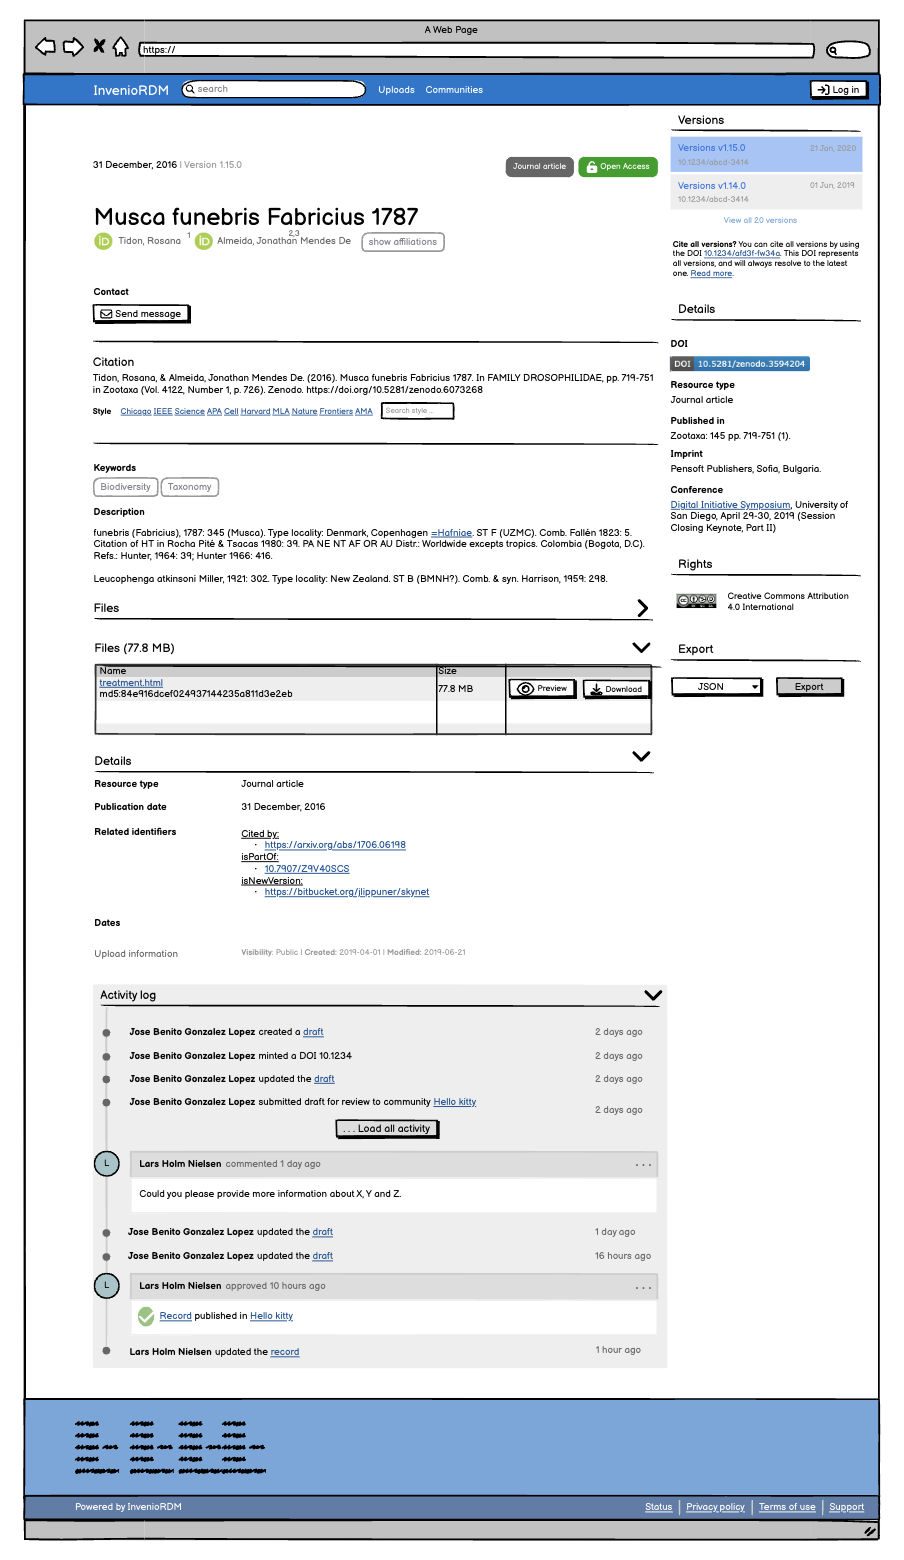 A Web Page
https://
InvenioRDM
search
Uploads
Communities
Log in
31 December, 2016 | Version 1.15.0
Journal article
Open Access
Musca funebris Fabricius 1787
iD Tidon, Rosana 1 iD Almeida, Jonathan Mendes De 2,3
show affiliations
Contact
Send message
Citation
Tidon, Rosana, & Almeida, Jonathan Mendes De. (2016). Musca funebris Fabricius 1787. In FAMILY DROSOPHILIDAE, pp. 719-751
in Zootaxa (Vol. 4122, Number 1, p. 726). Zenodo. https://doi.org/10.5281/zenodo.6073268
Style Chicago IEEE Science APA Cell Harvard MLA Nature Frontiers AMA Search style ...
Keywords
Biodiversity Taxonomy
Description
funebris (Fabricius), 1787: 345 (Musca). Type locality: Denmark, Copenhagen =Hafniae. ST F (UZMC). Comb. Fallén 1823: 5.
Citation of HT in Rocha Pité & Tsacas 1980: 39. PA NE NT AF OR AU Distr.: Worldwide excepts tropics. Colombia (Bogota, D.C).
Refs.: Hunter, 1964: 39; Hunter 1966: 416.
Leucophenga atkinsoni Miller, 1921: 302. Type locality: New Zealand. ST B (BMNH?). Comb. & syn. Harrison, 1959: 298.
Files
Files (77.8 MB)
Name Size
treatment.html
md5:84e916dcef024937144235a811d3e2eb
77.8 MB
Preview
Download
Details
Resource type Journal article
Publication date 31 December, 2016
Related identifiers Cited by:
· https://arxiv.org/abs/1706.06198
isPartOf:
· 10.7907/Z9V40SCS
isNewVersion:
· https://bitbucket.org/jlippuner/skynet
Dates
Upload information Visibility: Public | Created: 2019-04-01 | Modified: 2019-06-21
Activity log
Jose Benito Gonzalez Lopez created a draft 2 days ago
Jose Benito Gonzalez Lopez minted a DOI 10.1234 2 days ago
Jose Benito Gonzalez Lopez updated the draft 2 days ago
Jose Benito Gonzalez Lopez submitted draft for review to community Hello kitty 2 days ago
... Load all activity
L Lars Holm Nielsen commented 1 day ago ...
Could you please provide more information about X, Y and Z.
Jose Benito Gonzalez Lopez updated the draft 1 day ago
Jose Benito Gonzalez Lopez updated the draft 16 hours ago
L Lars Holm Nielsen approved 10 hours ago ...
Record published in Hello kitty
Lars Holm Nielsen updated the record 1 hour ago
Versions
Versions v1.15.0 21 Jan, 2020
10.1234/abcd-3414
Versions v1.14.0 01 Jun, 2019
10.1234/abcd-3414
View all 20 versions
Cite all versions? You can cite all versions by using
the DOI 10.1234/afd3f-fw34a. This DOI represents
all versions, and will always resolve to the latest
one. Read more.
Details
DOI
DOI 10.5281/zenodo.3594204
Resource type
Journal article
Published in
Zootaxa: 145 pp. 719-751 (1).
Imprint
Pensoft Publishers, Sofia, Bulgaria.
Conference
Digital Initiative Symposium, University of
San Diego, April 29-30, 2019 (Session
Closing Keynote, Part II)
Rights
Creative Commons Attribution
4.0 International
Export
JSON Export
Powered by InvenioRDM
Status | Privacy policy | Terms of use | Support